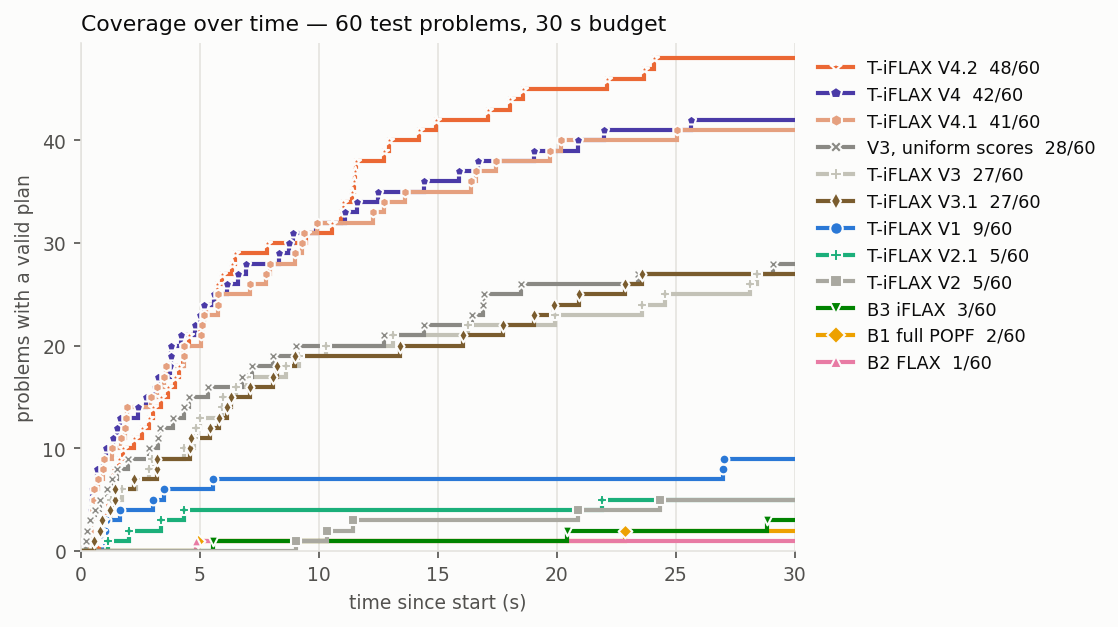 Coverage over time — 60 test problems, 30 s budget
problems with a valid plan
40
30
20
10
0
0 5 10 15 20 25 30
time since start (s)
T-iFLAX V4.2 48/60
T-iFLAX V4 42/60
T-iFLAX V4.1 41/60
V3, uniform scores 28/60
T-iFLAX V3 27/60
T-iFLAX V3.1 27/60
T-iFLAX V1 9/60
T-iFLAX V2.1 5/60
T-iFLAX V2 5/60
B3 iFLAX 3/60
B1 full POPF 2/60
B2 FLAX 1/60